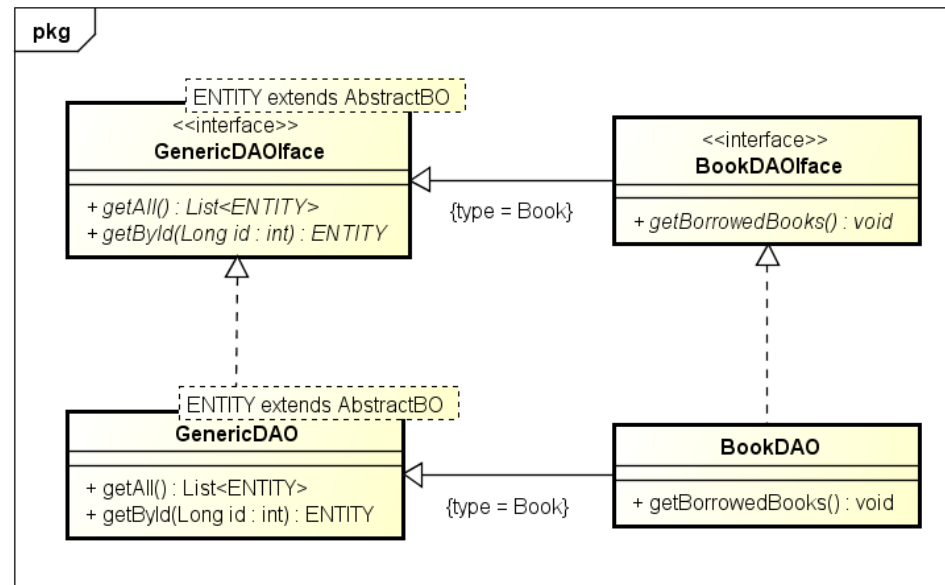 pkg
ENTITY extends AbstractBO
<<interface>>
GenericDAOIface
+ getAll() : List<ENTITY>
+ getById(Long id : int) : ENTITY
{type = Book}
<<interface>>
BookDAOIface
+ getBorrowedBooks() : void
ENTITY extends AbstractBO
GenericDAO
+ getAll() : List<ENTITY>
+ getById(Long id : int) : ENTITY
{type = Book}
BookDAO
+ getBorrowedBooks() : void